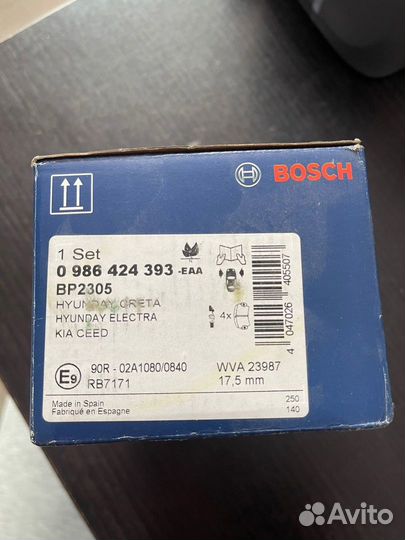 BOSCH
1 Set
0 986 424 393 -EAA
BP2305
HYUNDAY CRETA
HYUNDAY ELECTRA
KIA CEED
4x
4 047026 405507
E9
90R - 02A1080/0840
RB7171
WVA 23987
17,5 mm
Made in Spain
Fabriqué en Espagne
250
140
Avito